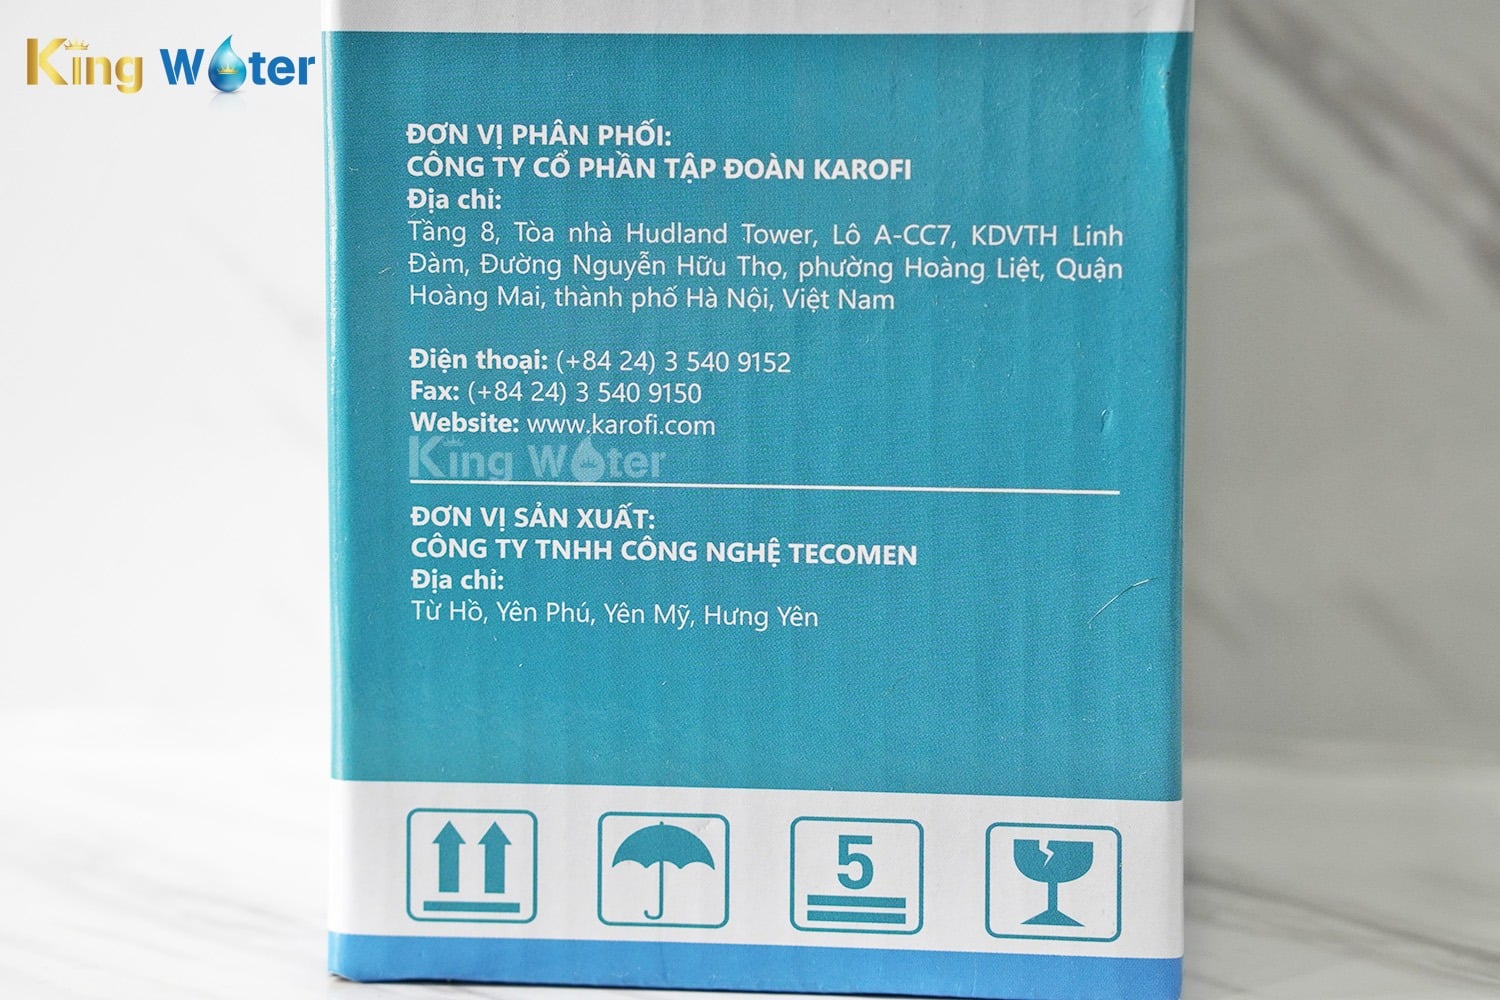 King Water
ĐƠN VỊ PHÂN PHỐI:
CÔNG TY CỔ PHẦN TẬP ĐOÀN KAROFI
Địa chỉ:
Tầng 8, Tòa nhà Hudland Tower, Lô A-CC7, KDVTH Linh
Đàm, Đường Nguyễn Hữu Thọ, phường Hoàng Liệt, Quận
Hoàng Mai, thành phố Hà Nội, Việt Nam
Điện thoại: (+84 24) 3 540 9152
Fax: (+84 24) 3 540 9150
Website: www.karofi.com
King Water
ĐƠN VỊ SẢN XUẤT:
CÔNG TY TNHH CÔNG NGHỆ TECOMEN
Địa chỉ:
Từ Hồ, Yên Phú, Yên Mỹ, Hưng Yên
5